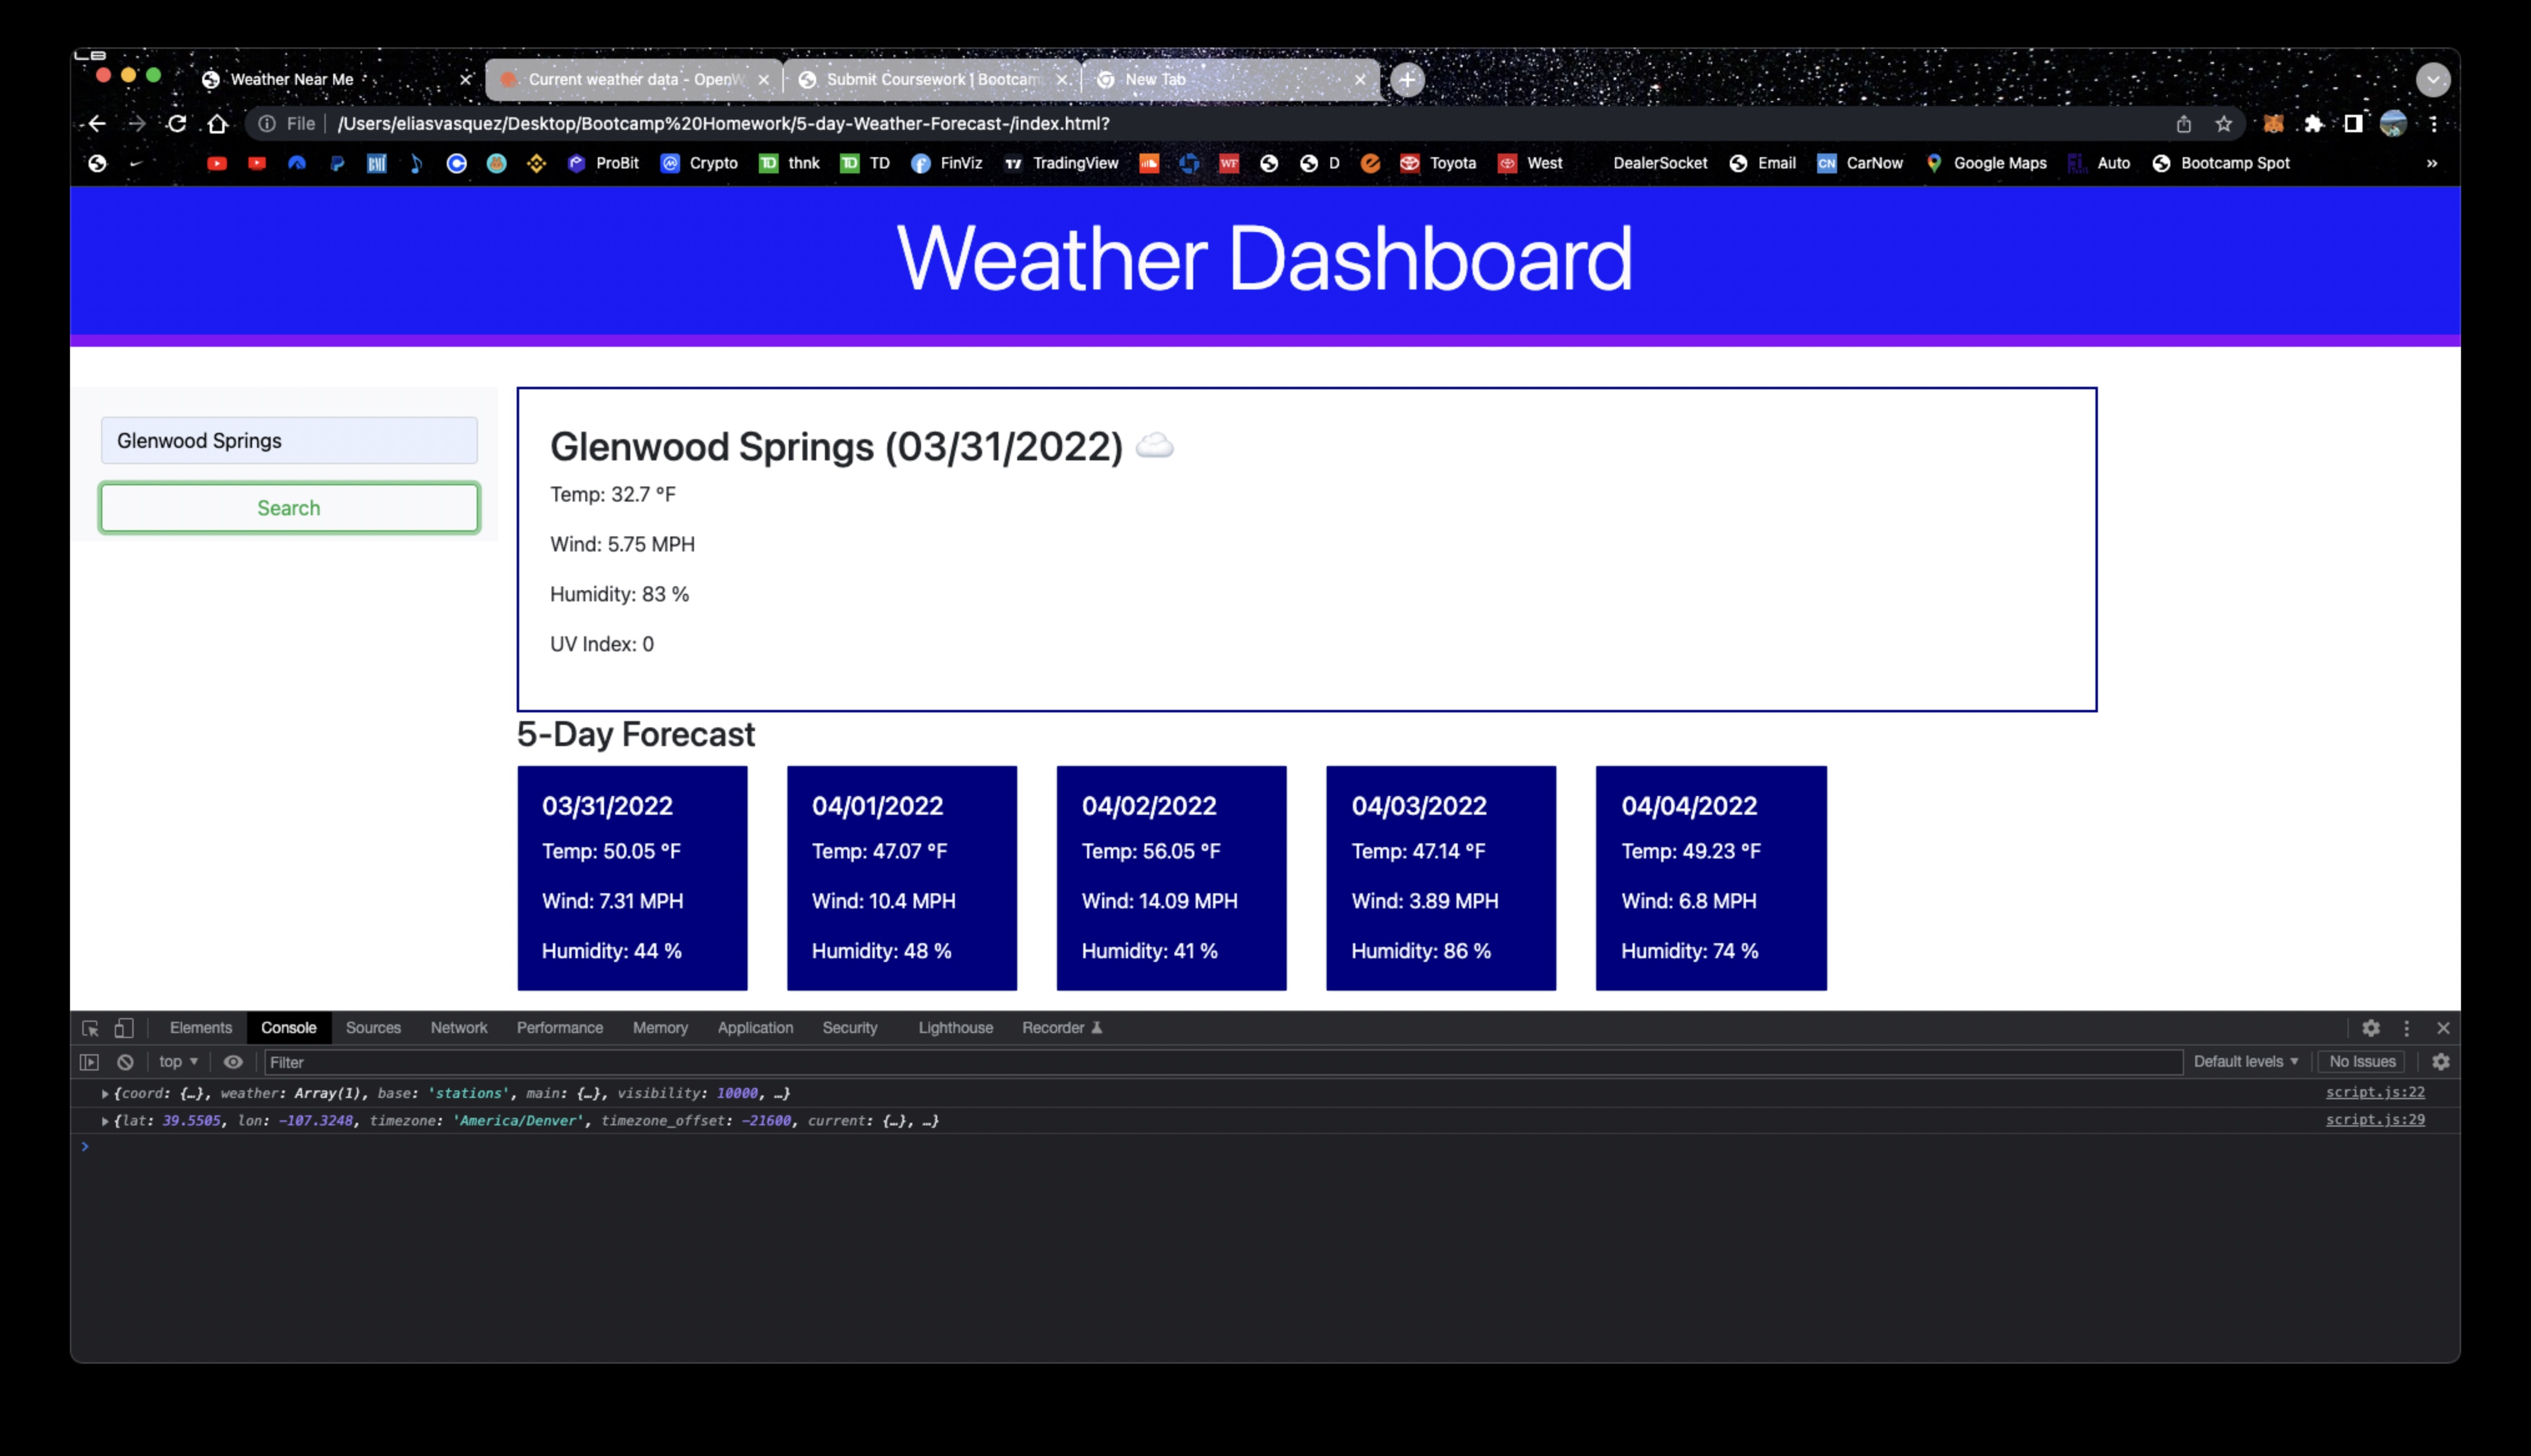 Weather Near Me
Current weather data - OpenW
Submit Coursework | Bootcam
New Tab
File | /Users/eliasvasquez/Desktop/Bootcamp%20Homework/5-day-Weather-Forecast-/index.html?
ProBit Crypto thnk TD FinViz TradingView D Toyota West DealerSocket Email CarNow Google Maps Auto Bootcamp Spot »
Weather Dashboard
Glenwood Springs
Search
Glenwood Springs (03/31/2022)
Temp: 32.7 °F
Wind: 5.75 MPH
Humidity: 83 %
UV Index: 0
5-Day Forecast
03/31/2022
Temp: 50.05 °F
Wind: 7.31 MPH
Humidity: 44 %
04/01/2022
Temp: 47.07 °F
Wind: 10.4 MPH
Humidity: 48 %
04/02/2022
Temp: 56.05 °F
Wind: 14.09 MPH
Humidity: 41 %
04/03/2022
Temp: 47.14 °F
Wind: 3.89 MPH
Humidity: 86 %
04/04/2022
Temp: 49.23 °F
Wind: 6.8 MPH
Humidity: 74 %
Elements Console Sources Network Performance Memory Application Security Lighthouse Recorder
top Filter Default levels No Issues
{coord: {…}, weather: Array(1), base: 'stations', main: {…}, visibility: 10000, …} script.js:22
{lat: 39.5505, lon: -107.3248, timezone: 'America/Denver', timezone_offset: -21600, current: {…}, …} script.js:29
>